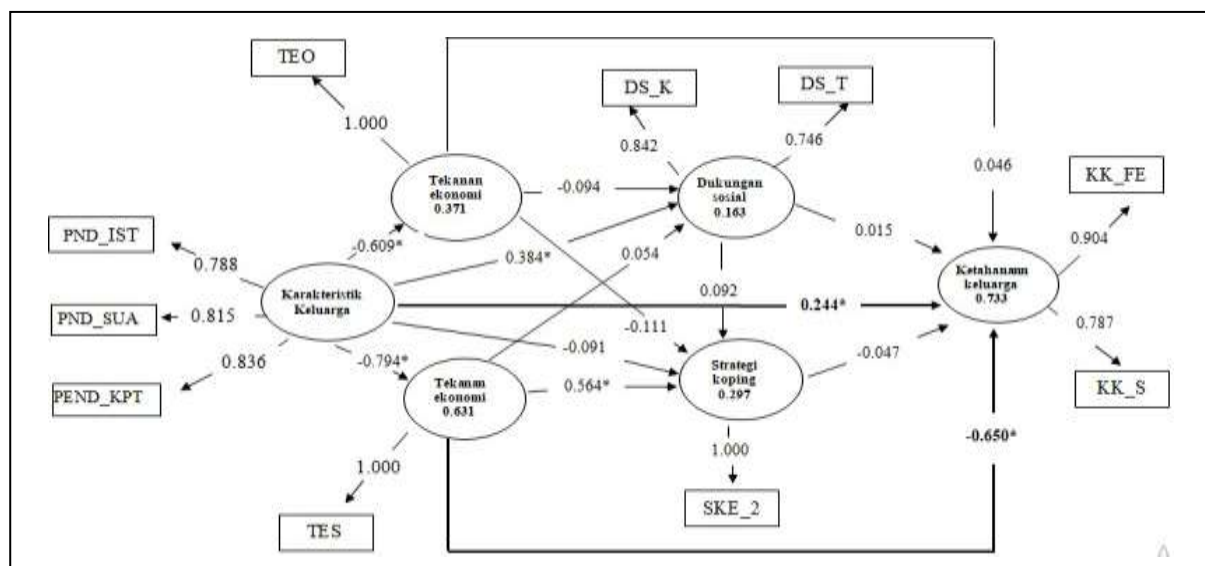 TEO
DS_K
DS_T
1.000
0.842
0.746
0.046
KK_FE
Tekanan
ekonomi
0.371
-0.094
Dukungan
sosial
0.163
PND_IST
-0.609*
0.384*
0.054
0.015
0.904
0.788
Karakteristik
Keluarga
0.092
0.244*
Ketahanann
keluarga
0.733
PND_SUA
0.815
-0.111
0.787
0.836
-0.794*
-0.091
Strategi
koping
0.297
-0.047
PEND_KPT
Tekanan
ekonomi
0.631
0.564*
KK_S
-0.650*
1.000
1.000
TES
SKE_2